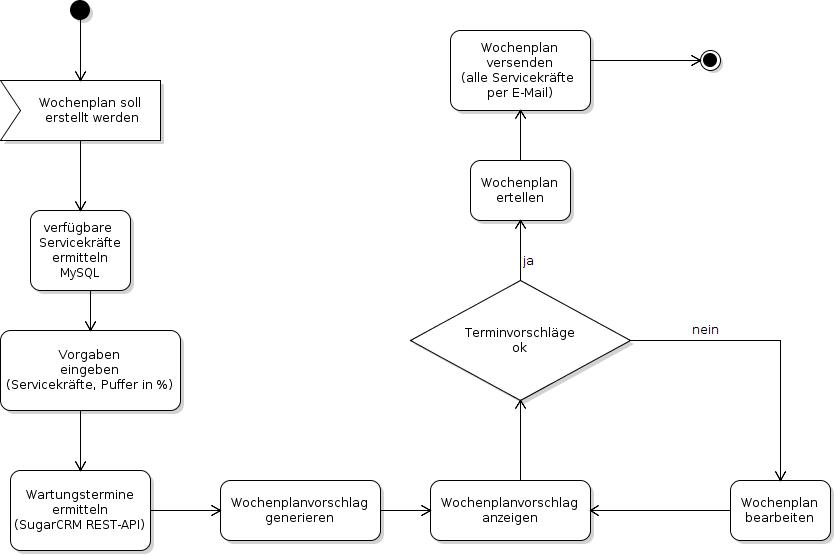 Wochenplan soll
erstellt werden
verfügbare
Servicekräfte
ermitteln
MySQL
Vorgaben
eingeben
(Servicekräfte, Puffer in %)
Wartungstermine
ermitteln
(SugarCRM REST-API)
Wochenplanvorschlag
generieren
Wochenplanvorschlag
anzeigen
Terminvorschläge
ok
nein
Wochenplan
bearbeiten
ja
Wochenplan
ertellen
Wochenplan
versenden
(alle Servicekräfte
per E-Mail)